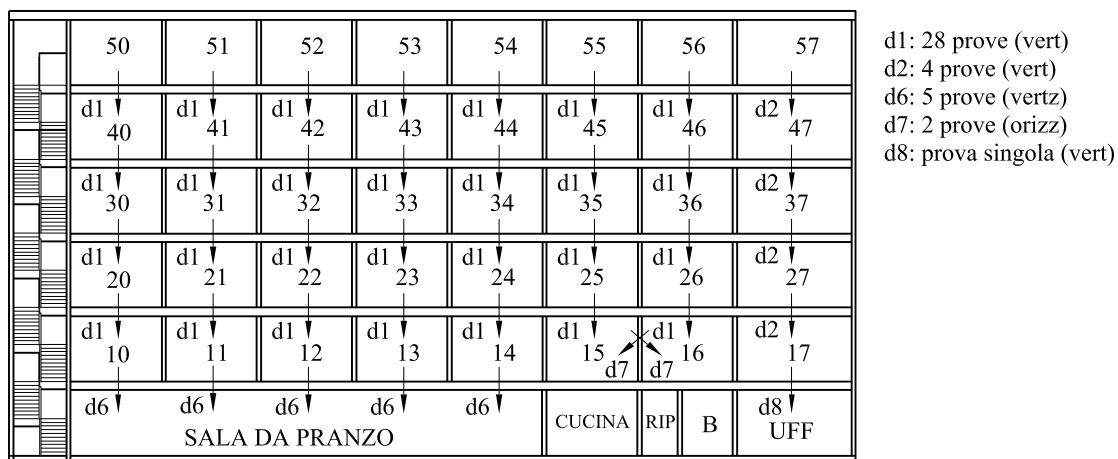 50 51 52 53 54 55 56 57
d1 d1 d1 d1 d1 d1 d1 d2
40 41 42 43 44 45 46 47
d1 d1 d1 d1 d1 d1 d1 d2
30 31 32 33 34 35 36 37
d1 d1 d1 d1 d1 d1 d1 d2
20 21 22 23 24 25 26 27
d1 d1 d1 d1 d1 d1 d1 d2
10 11 12 13 14 15 16 17
d7 d7
d6 d6 d6 d6 d6 d8
SALA DA PRANZO CUCINA RIP B UFF
d1: 28 prove (vert)
d2: 4 prove (vert)
d6: 5 prove (vertz)
d7: 2 prove (orizz)
d8: prova singola (vert)